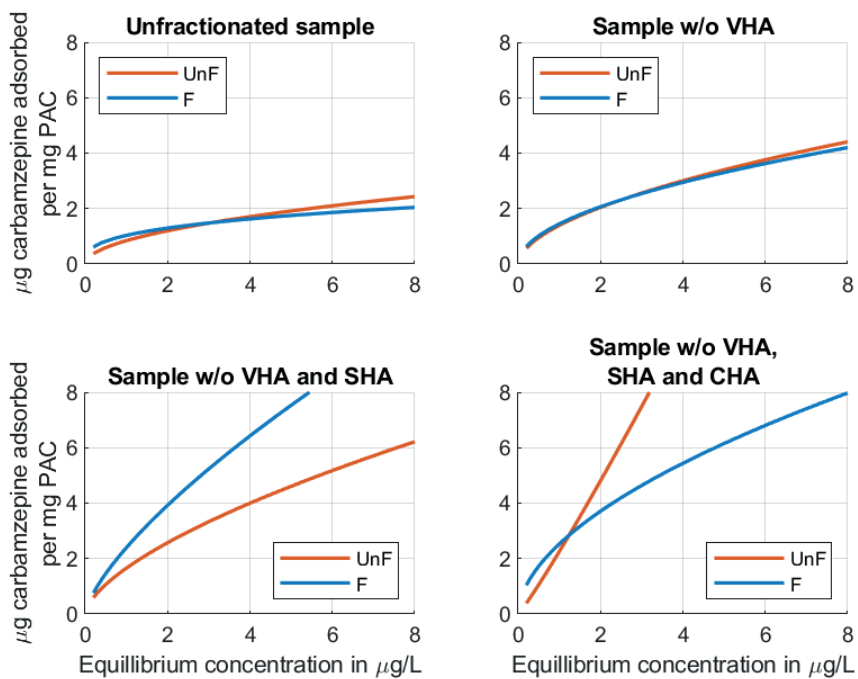 Unfractionated sample
8
6
4
2
0
0 2 4 6 8
UnF
F
μg carbamzepine adsorbed
per mg PAC
Sample w/o VHA
8
6
4
2
0
0 2 4 6 8
UnF
F
Sample w/o VHA and SHA
8
6
4
2
0
0 2 4 6 8
UnF
F
μg carbamzepine adsorbed
per mg PAC
Equillibrium concentration in μg/L
Sample w/o VHA,
SHA and CHA
8
6
4
2
0
0 2 4 6 8
UnF
F
Equillibrium concentration in μg/L